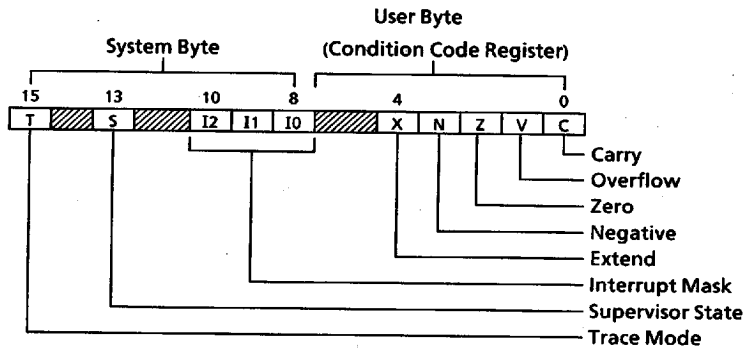 User Byte
System Byte (Condition Code Register)
15 13 10 8 4 0
T S I2 I1 I0 X N Z V C
Carry
Overflow
Zero
Negative
Extend
Interrupt Mask
Supervisor State
Trace Mode